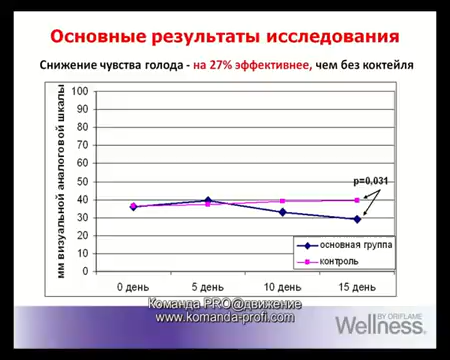 Основные результаты исследования
Снижение чувства голода - на 27% эффективнее, чем без коктейля
мм визуальной аналоговой шкалы
100
90
80
70
60
50
40
30
20
10
0
p=0,031
основная группа
контроль
0 день
5 день
10 день
15 день
Команда PRO@движение
www.komanda-profi.com
BY ORIFLAME
Wellness.